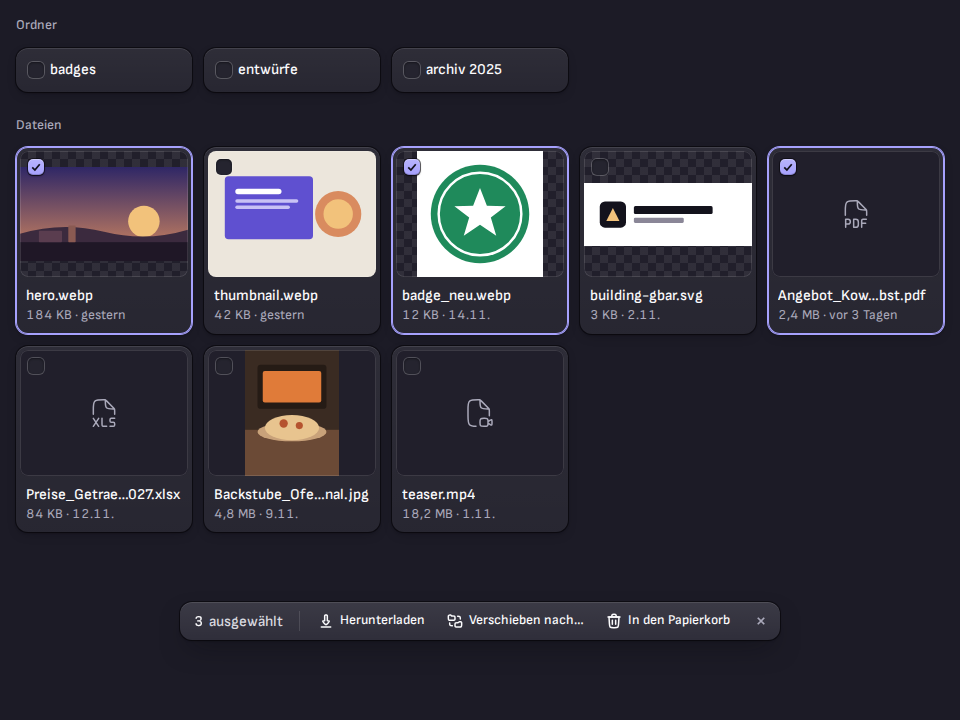 Ordner
badges
entwürfe
archiv 2025
Dateien
hero.webp
184 KB · gestern
thumbnail.webp
42 KB · gestern
badge_neu.webp
12 KB · 14.11.
building-gbar.svg
3 KB · 2.11.
PDF
Angebot_Kow…bst.pdf
2,4 MB · vor 3 Tagen
XLS
Preise_Getrae…027.xlsx
84 KB · 12.11.
Backstube_Ofe…nal.jpg
4,8 MB · 9.11.
teaser.mp4
18,2 MB · 1.11.
3 ausgewählt
Herunterladen
Verschieben nach…
In den Papierkorb